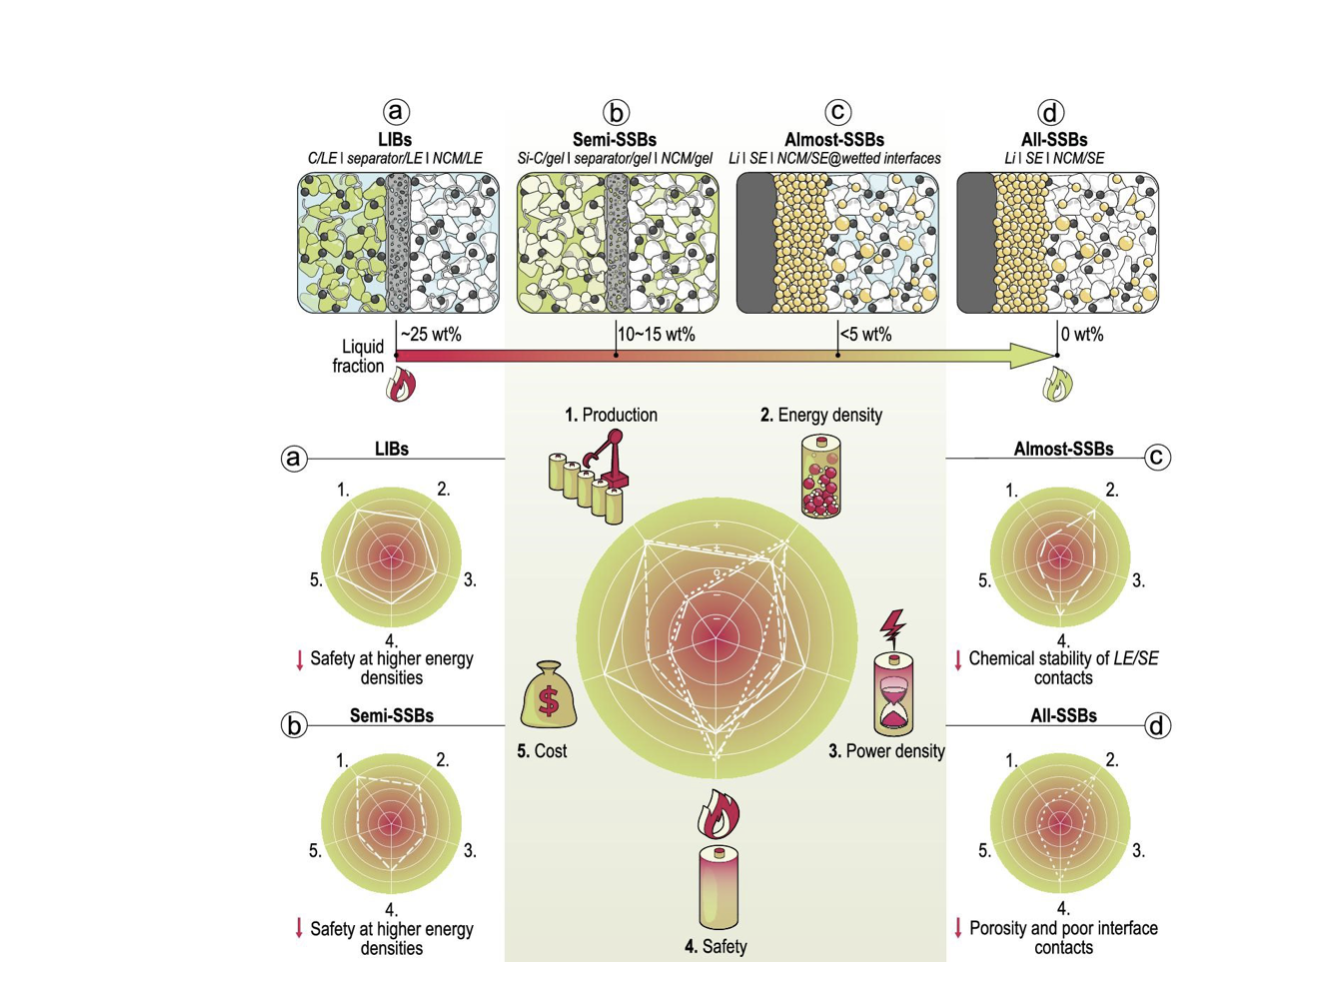 a
b
c
d
LIBs
Semi-SSBs
Almost-SSBs
All-SSBs
C/LE | separator/LE | NCM/LE
Si-C/gel | separator/gel | NCM/gel
Li | SE | NCM/SE@wetted interfaces
Li | SE | NCM/SE
~25 wt%
10~15 wt%
<5 wt%
0 wt%
Liquid
fraction
1. Production
2. Energy density
a
LIBs
1.
2.
3.
4.
5.
↓ Safety at higher energy
densities
+
+
o
–
–
$
5. Cost
3. Power density
4. Safety
Almost-SSBs
c
1.
2.
3.
4.
5.
↓ Chemical stability of LE/SE
contacts
b
Semi-SSBs
1.
2.
3.
4.
5.
↓ Safety at higher energy
densities
All-SSBs
d
1.
2.
3.
4.
5.
↓ Porosity and poor interface
contacts